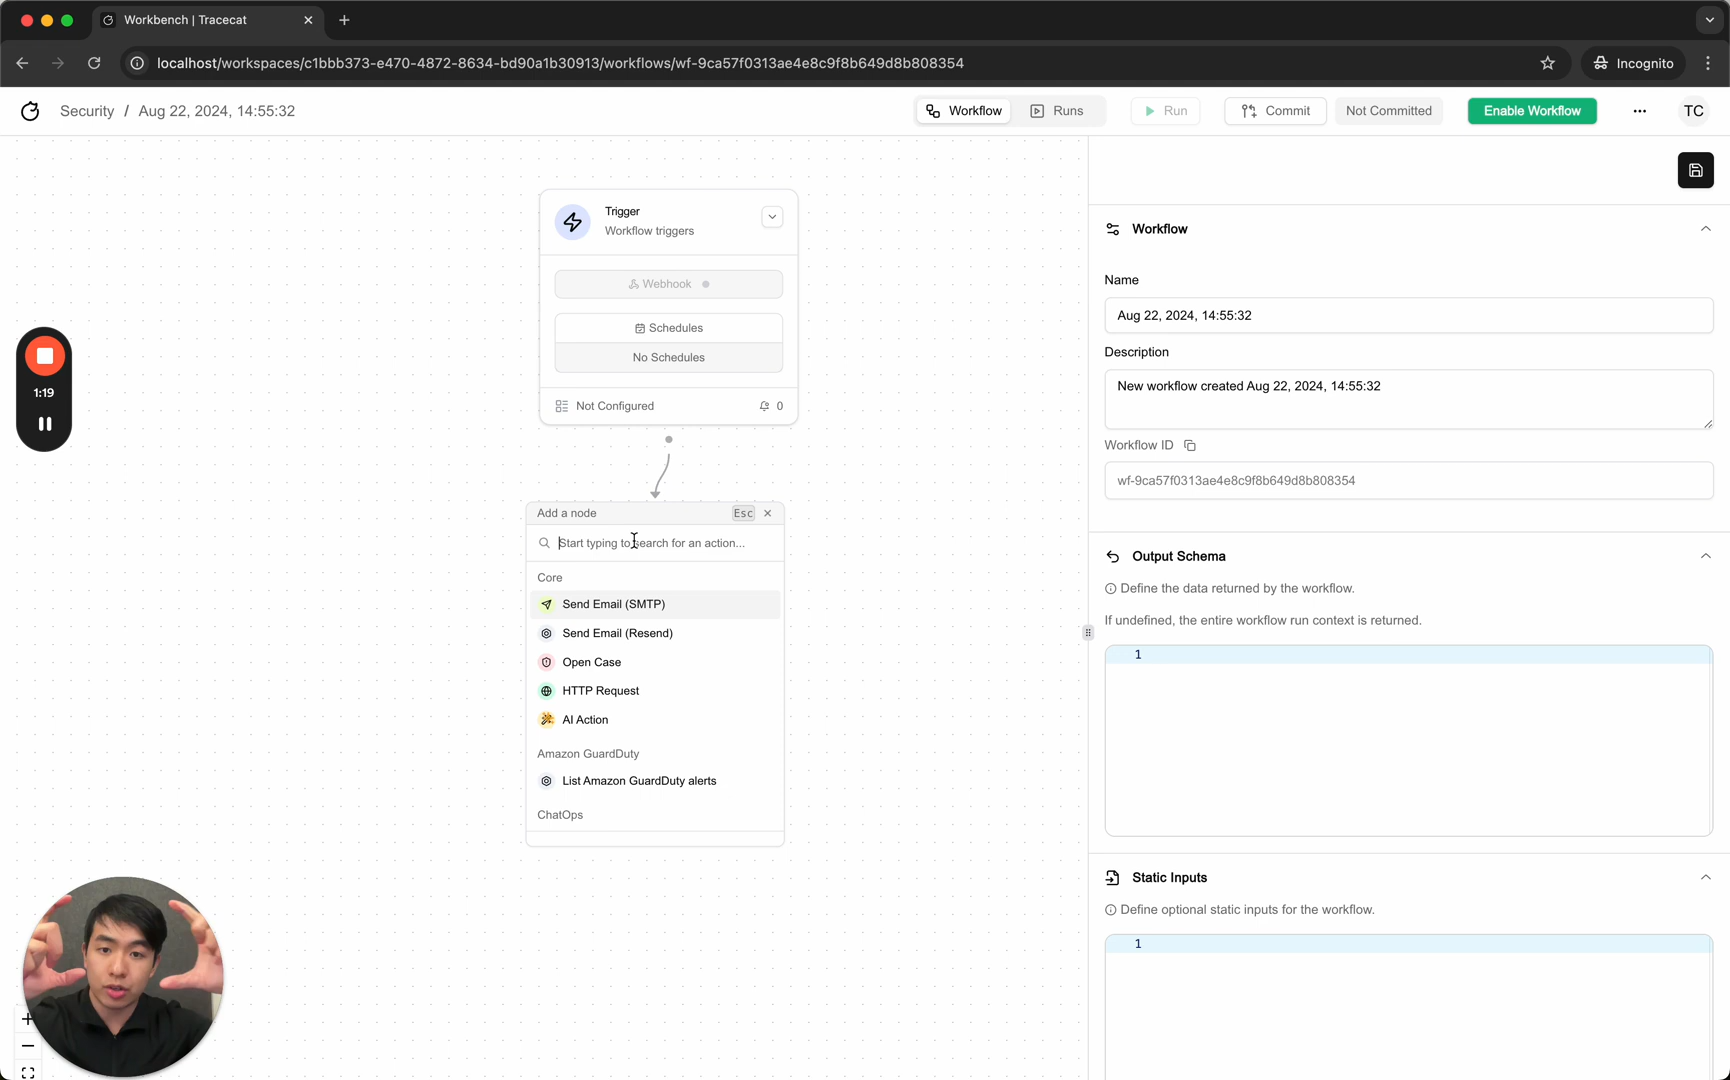 Workbench | Tracecat
localhost/workspaces/c1bbb373-e470-4872-8634-bd90a1b30913/workflows/wf-9ca57f0313ae4e8c9f8b649d8b808354
Incognito
Security / Aug 22, 2024, 14:55:32
Workflow
Runs
Run
Commit
Not Committed
Enable Workflow
TC
Trigger
Workflow triggers
Webhook
Schedules
No Schedules
Not Configured
0
1:19
Add a node
Esc
Start typing to search for an action...
Core
Send Email (SMTP)
Send Email (Resend)
Open Case
HTTP Request
AI Action
Amazon GuardDuty
List Amazon GuardDuty alerts
ChatOps
Workflow
Name
Aug 22, 2024, 14:55:32
Description
New workflow created Aug 22, 2024, 14:55:32
Workflow ID
wf-9ca57f0313ae4e8c9f8b649d8b808354
Output Schema
Define the data returned by the workflow.
If undefined, the entire workflow run context is returned.
1
Static Inputs
Define optional static inputs for the workflow.
1